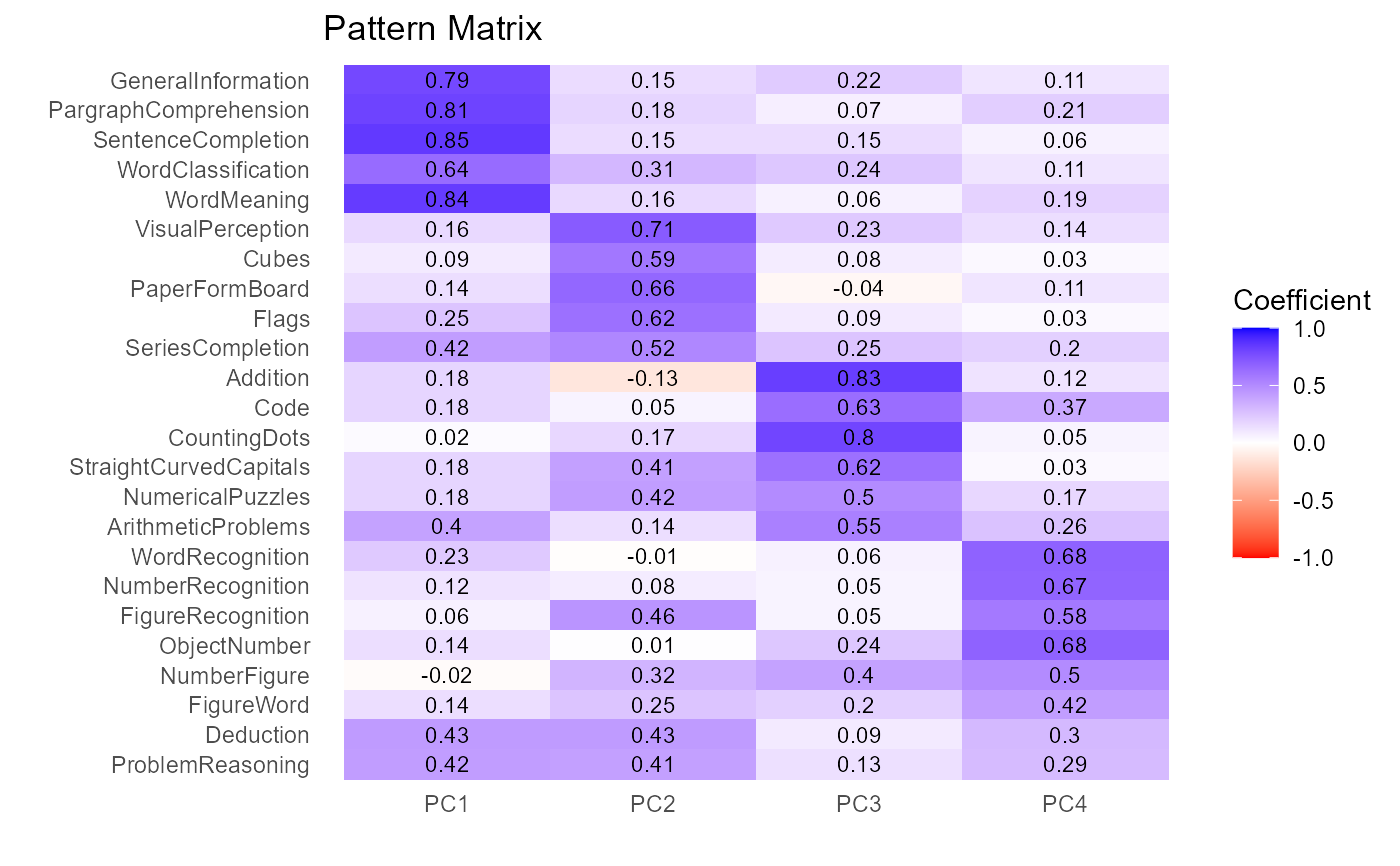 Pattern Matrix
GeneralInformation 0.79 0.15 0.22 0.11
PargraphComprehension 0.81 0.18 0.07 0.21
SentenceCompletion 0.85 0.15 0.15 0.06
WordClassification 0.64 0.31 0.24 0.11
WordMeaning 0.84 0.16 0.06 0.19
VisualPerception 0.16 0.71 0.23 0.14
Cubes 0.09 0.59 0.08 0.03
PaperFormBoard 0.14 0.66 -0.04 0.11
Flags 0.25 0.62 0.09 0.03
SeriesCompletion 0.42 0.52 0.25 0.2
Addition 0.18 -0.13 0.83 0.12
Code 0.18 0.05 0.63 0.37
CountingDots 0.02 0.17 0.8 0.05
StraightCurvedCapitals 0.18 0.41 0.62 0.03
NumericalPuzzles 0.18 0.42 0.5 0.17
ArithmeticProblems 0.4 0.14 0.55 0.26
WordRecognition 0.23 -0.01 0.06 0.68
NumberRecognition 0.12 0.08 0.05 0.67
FigureRecognition 0.06 0.46 0.05 0.58
ObjectNumber 0.14 0.01 0.24 0.68
NumberFigure -0.02 0.32 0.4 0.5
FigureWord 0.14 0.25 0.2 0.42
Deduction 0.43 0.43 0.09 0.3
ProblemReasoning 0.42 0.41 0.13 0.29
PC1 PC2 PC3 PC4
Coefficient
1.0
0.5
0.0
-0.5
-1.0